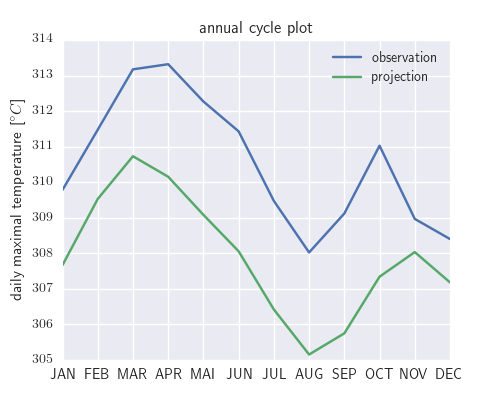 annual cycle plot
observation
projection
daily maximal temperature [°C]
314
313
312
311
310
309
308
307
306
305
JAN FEB MAR APR MAI JUN JUL AUG SEP OCT NOV DEC